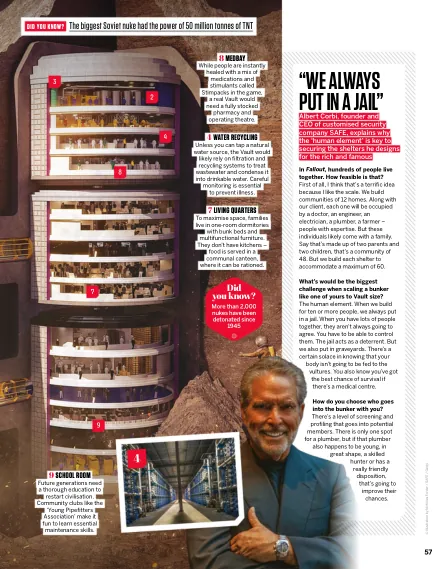 DID YOU KNOW? The biggest Soviet nuke had the power of 50 million tonnes of TNT
8 MEDBAY
While people are instantly
healed with a mix of
medications and
stimulants called
Stimpacks in the game,
a real Vault would
need a fully stocked
pharmacy and
operating theatre.
4 WATER RECYCLING
Unless you can tap a natural
water source, the Vault would
likely rely on filtration and
recycling systems to treat
wastewater and condense it
into drinkable water. Careful
monitoring is essential
to prevent illness.
7 LIVING QUARTERS
To maximise space, families
live in one-room dormitories
with bunk beds and
multifunctional furniture.
They don't have kitchens –
food is served in a
communal canteen,
where it can be rationed.
Did
you know?
More than 2,000
nukes have been
detonated since
1945
3
2
4
8
7
9
9 SCHOOL ROOM
Future generations need
a thorough education to
restart civilisation.
Community clubs like the
'Young Pipefitters
Association' make it
fun to learn essential
maintenance skills.
4
“WE ALWAYS
PUT IN A JAIL”
Albert Corbi, founder and
CEO of customised security
company SAFE, explains why
the ‘human element’ is key to
securing the shelters he designs
for the rich and famous
In Fallout, hundreds of people live
together. How feasible is that?
First of all, I think that's a terrific idea
because I like the scale. We build
communities of 12 homes. Along with
our client, each one will be occupied
by a doctor, an engineer, an
electrician, a plumber, a farmer –
people with expertise. But these
individuals likely come with a family.
Say that's made up of two parents and
two children, that's a community of
48. But we build each shelter to
accommodate a maximum of 60.
What's would be the biggest
challenge when scaling a bunker
like one of yours to Vault size?
The human element. When we build
for ten or more people, we always put
in a jail. When you have lots of people
together, they aren't always going to
agree. You have to be able to control
them. The jail acts as a deterrent. But
we also put in graveyards. There's a
certain solace in knowing that your
body isn't going to be fed to the
vultures. You also know you've got
the best chance of survival if
there's a medical centre.
How do you choose who goes
into the bunker with you?
There's a level of screening and
profiling that goes into potential
members. There is only one spot
for a plumber, but if that plumber
also happens to be young, in
great shape, a skilled
hunter or has a
really friendly
disposition,
that's going to
improve their
chances.
57